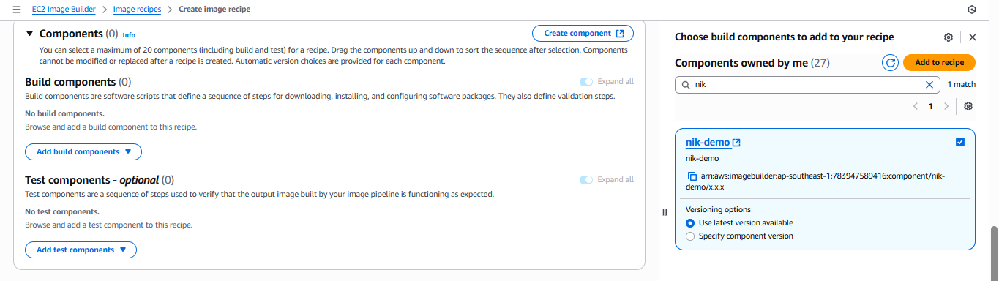 EC2 Image Builder > Image recipes > Create image recipe
Components (0) Info
Create component
You can select a maximum of 20 components (including build and test) for a recipe. Drag the components up and down to sort the sequence after selection. Components
cannot be modified or replaced after a recipe is created. Automatic version choices are provided for each component.
Build components (0)
Expand all
Build components are software scripts that define a sequence of steps for downloading, installing, and configuring software packages. They also define validation steps.
No build components.
Browse and add a build component to this recipe.
Add build components
Test components - optional (0)
Expand all
Test components are a sequence of steps used to verify that the output image built by your image pipeline is functioning as expected.
No test components.
Browse and add a test component to this recipe.
Add test components
Choose build components to add to your recipe
Components owned by me (27)
Add to recipe
nik
1 match
1
nik-demo
nik-demo
arn:aws:imagebuilder:ap-southeast-1:783947589416:component/nik-
demo/x.x.x
Versioning options
Use latest version available
Specify component version